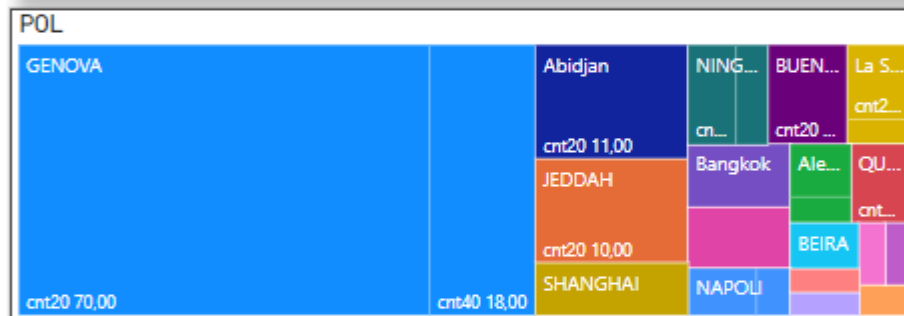 POL
GENOVA
cnt20 70,00
cnt40 18,00
Abidjan
cnt20 11,00
JEDDAH
cnt20 10,00
SHANGHAI
NING...
cn...
BUEN...
cnt20 ...
La S...
cnt2...
Bangkok
Ale...
QU...
cnt...
BEIRA
NAPOLI